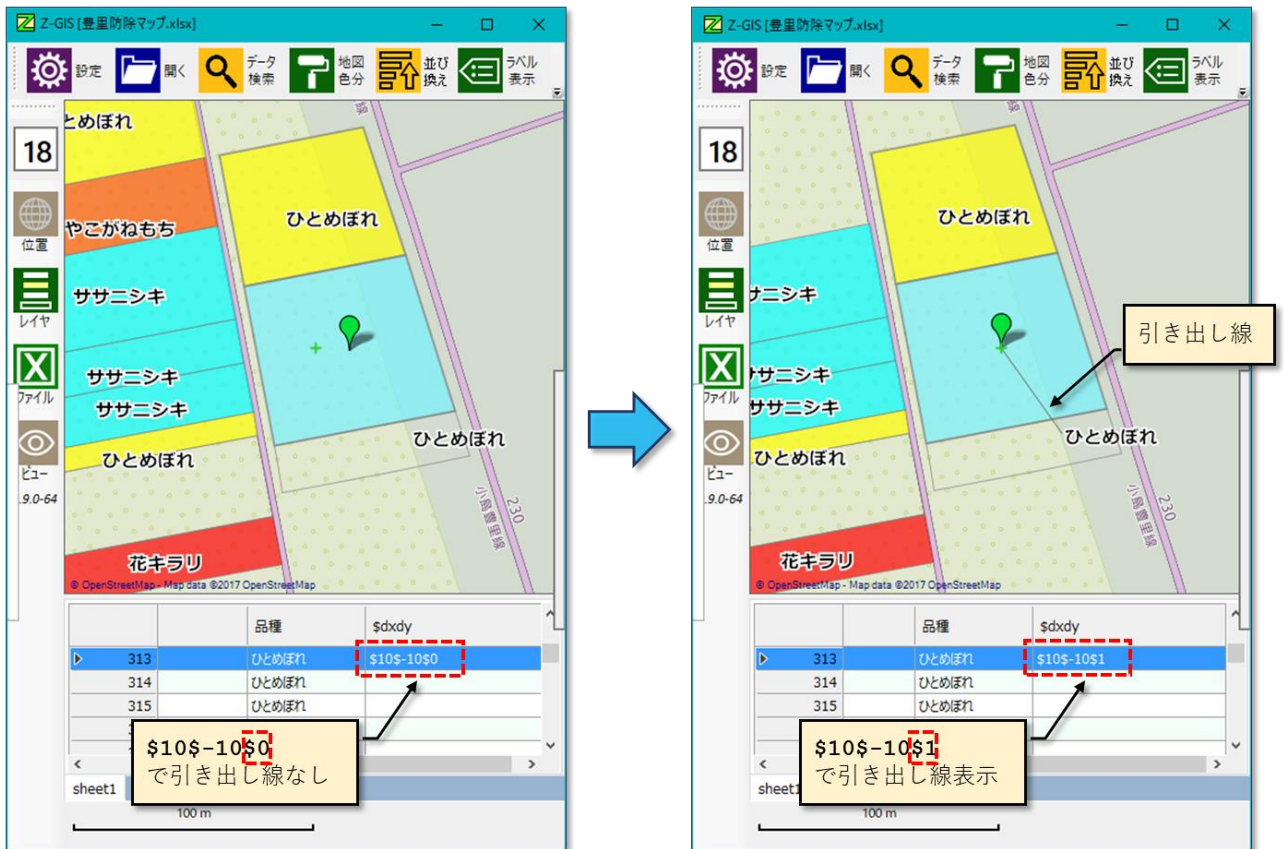 Z-GIS [豊里防除マップ.xlsx]
設定
開く
データ
検索
地図
色分
並び
換え
ラベル
表示
18
位置
レイヤ
ファイル
ビュー
.9.0-64
とめぼれ
やこがねもち
ササニシキ
ササニシキ
ササニシキ
ひとめぼれ
花キラリ
ひとめぼれ
ひとめぼれ
線
230
小島豊里線
© OpenStreetMap - Map data ©2017 OpenStreetMap
品種 $dxdy
313 ひとめぼれ $10$-10$0
314 ひとめぼれ
315 ひとめぼれ
$10$-10$0
で引き出し線なし
sheet1
100 m
Z-GIS [豊里防除マップ.xlsx]
設定
開く
データ
検索
地図
色分
並び
換え
ラベル
表示
18
位置
レイヤ
ファイル
ビュー
.9.0-64
サニシキ
ササニシキ
ササニシキ
ひとめぼれ
花キラリ
ひとめぼれ
ひとめぼれ
引き出し線
線
230
小島豊里線
© OpenStreetMap - Map data ©2017 OpenStreetMap
品種 $dxdy
313 ひとめぼれ $10$-10$1
314 ひとめぼれ
315 ひとめぼれ
$10$-10$1
で引き出し線表示
sheet1
100 m